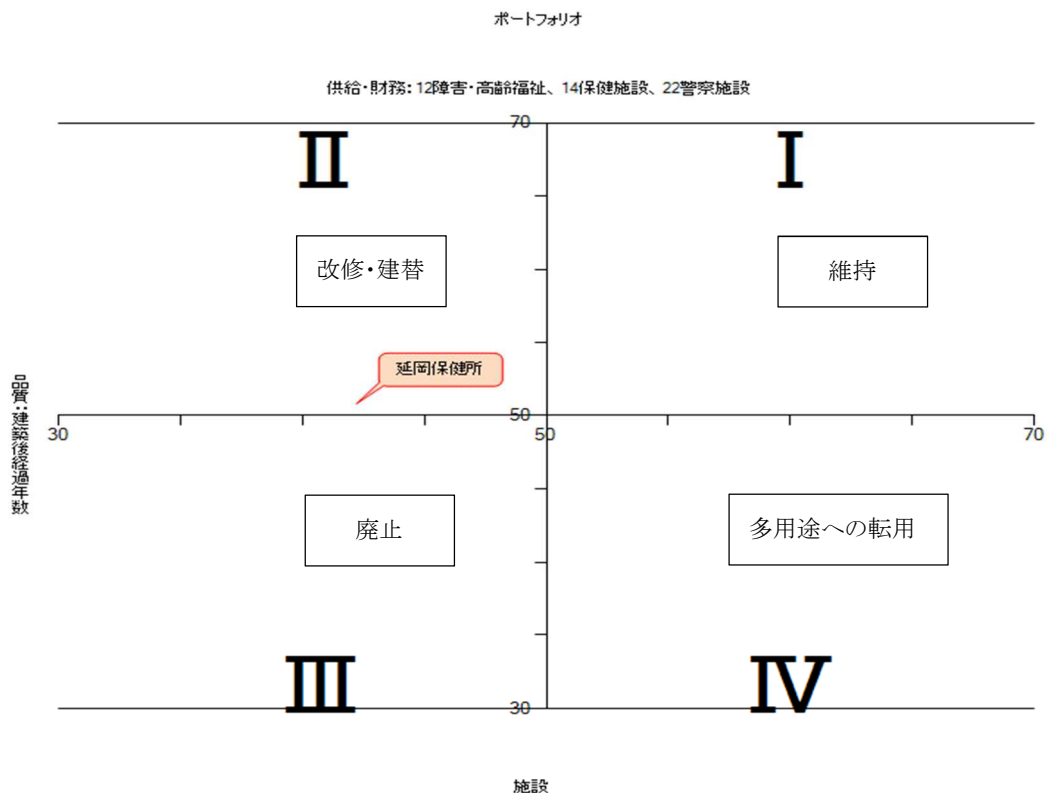 ポートフォリオ
供給・財務：12障害・高齢福祉、14保健施設、22警察施設
70
Ⅱ
Ⅰ
改修・建替
維持
延岡保健所
品質：建築後経過年数
30
50
50
70
廃止
多用途への転用
Ⅲ
30
Ⅳ
施設